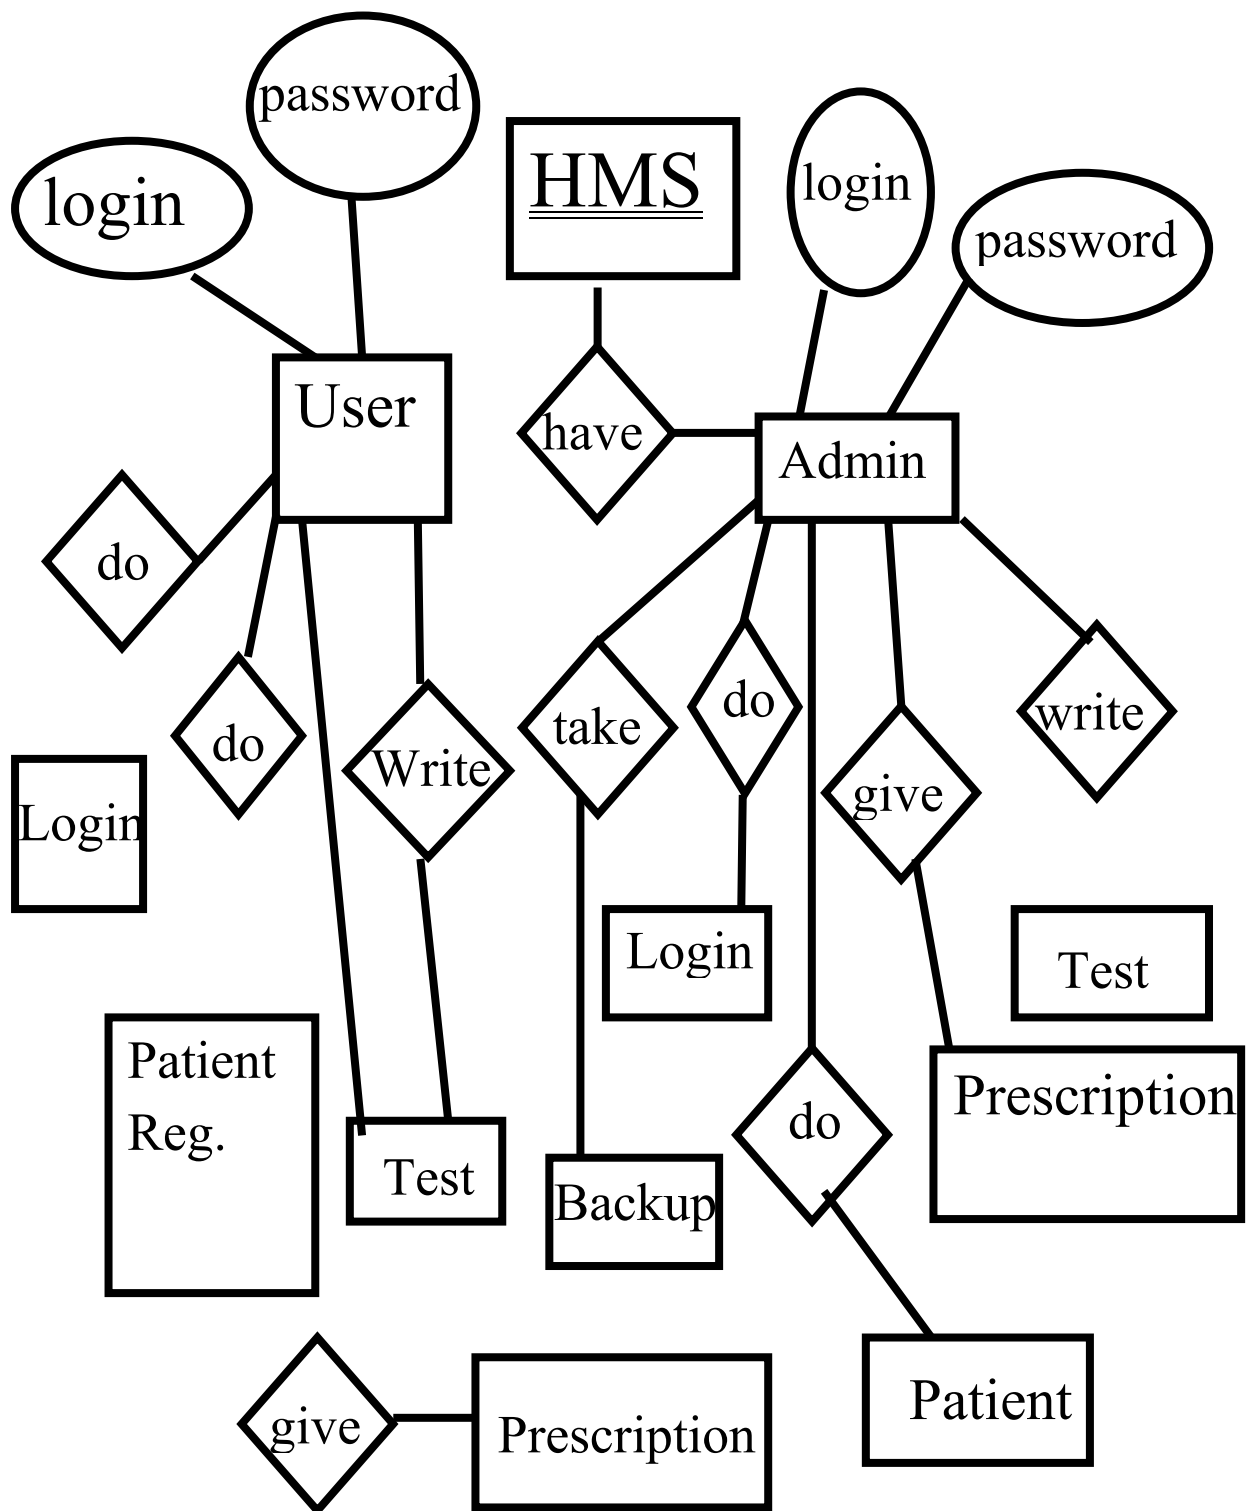 password
login
HMS
login
password
User
have
Admin
do
do
Write
take
do
give
write
Login
Login
Test
Patient
Reg.
Test
Backup
do
Prescription
give
Prescription
Patient